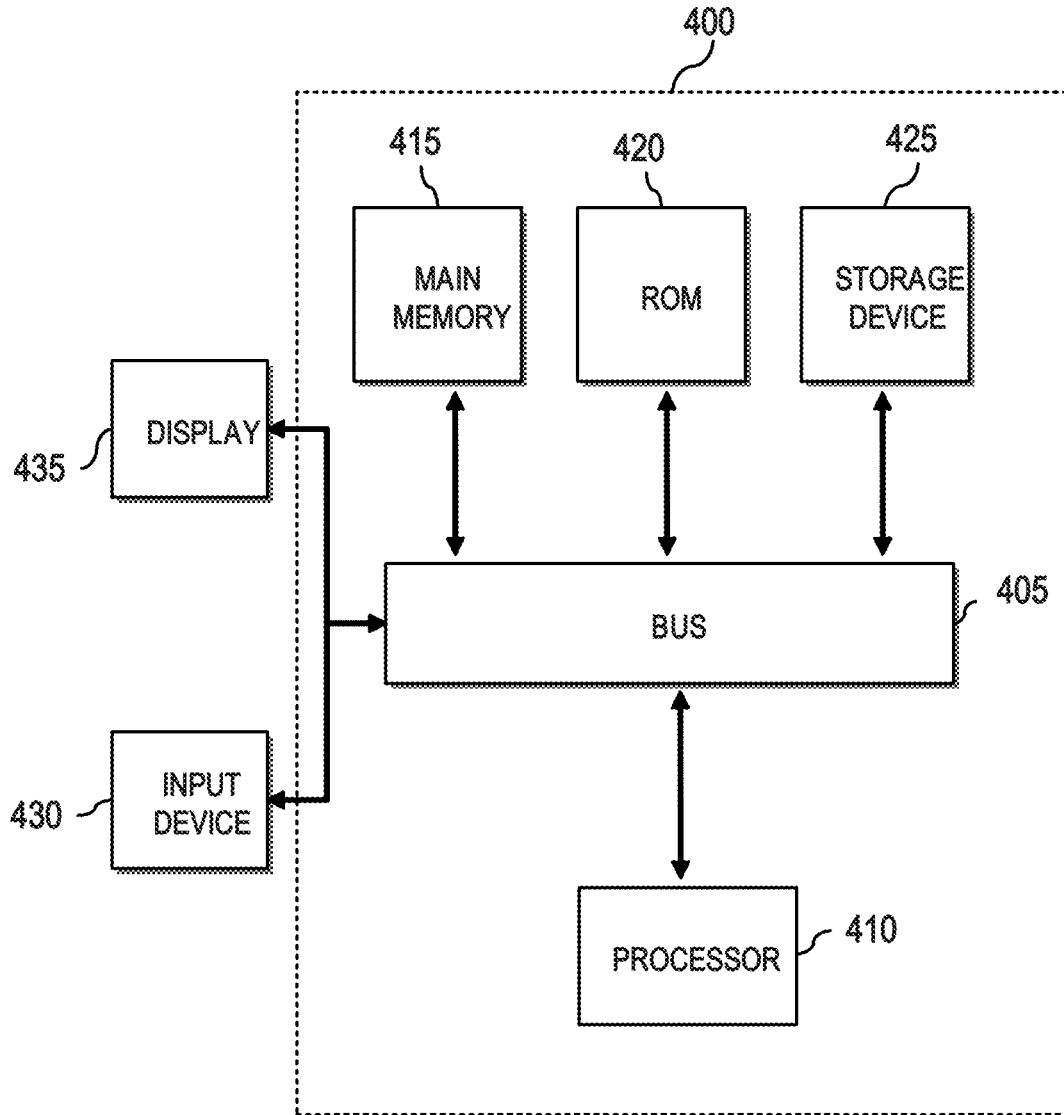 400
415
420
425
MAIN
MEMORY
ROM
STORAGE
DEVICE
DISPLAY
435
BUS
405
INPUT
DEVICE
430
PROCESSOR
410